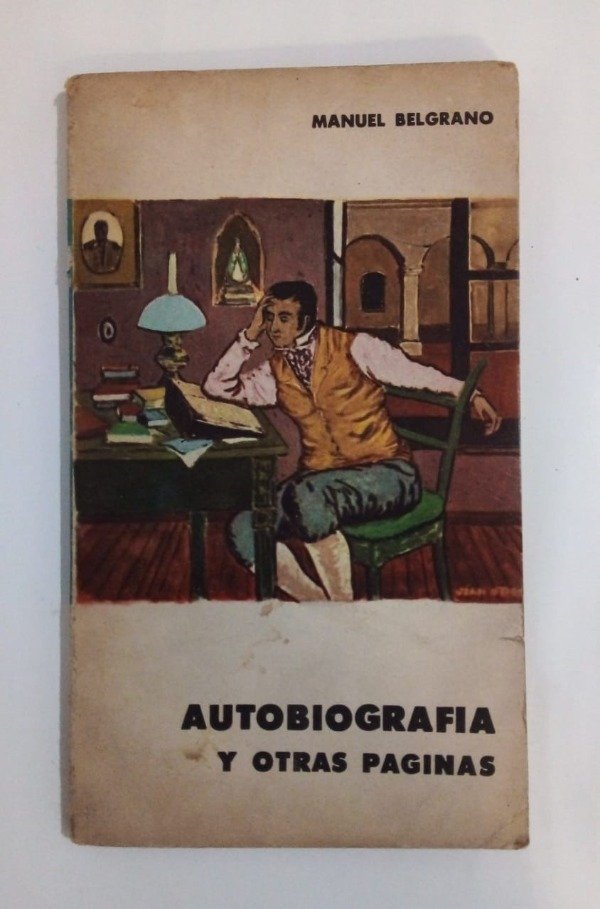 MANUEL BELGRANO
AUTOBIOGRAFIA
Y OTRAS PAGINAS